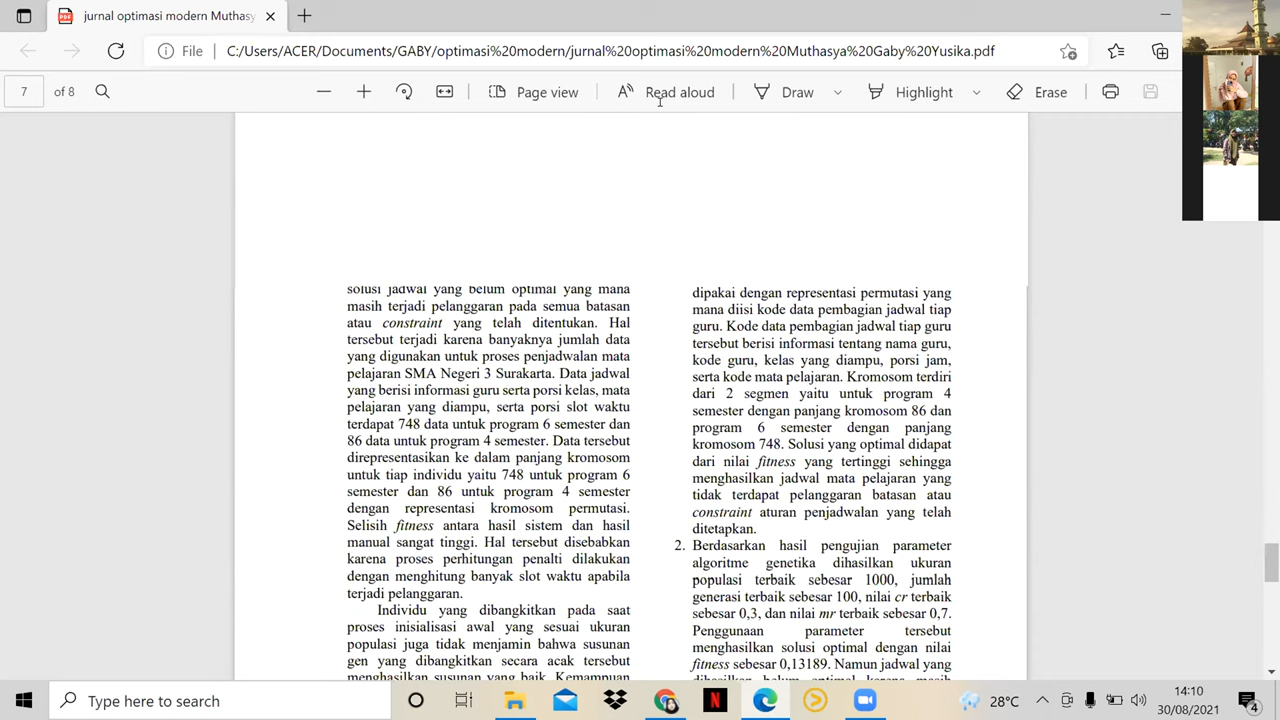 jurnal optimasi modern Muthasy
File
C:/Users/ACER/Documents/GABY/optimasi%20modern/jurnal%20optimasi%20modern%20Muthasya%20Gaby%20Yusika.pdf
7 of 8
Page view
Read aloud
Draw
Highlight
Erase
solusi jadwal yang belum optimal yang mana
masih terjadi pelanggaran pada semua batasan
atau constraint yang telah ditentukan. Hal
tersebut terjadi karena banyaknya jumlah data
yang digunakan untuk proses penjadwalan mata
pelajaran SMA Negeri 3 Surakarta. Data jadwal
yang berisi informasi guru serta porsi kelas, mata
pelajaran yang diampu, serta porsi slot waktu
terdapat 748 data untuk program 6 semester dan
86 data untuk program 4 semester. Data tersebut
direpresentasikan ke dalam panjang kromosom
untuk tiap individu yaitu 748 untuk program 6
semester dan 86 untuk program 4 semester
dengan representasi kromosom permutasi.
Selisih fitness antara hasil sistem dan hasil
manual sangat tinggi. Hal tersebut disebabkan
karena proses perhitungan penalti dilakukan
dengan menghitung banyak slot waktu apabila
terjadi pelanggaran.
Individu yang dibangkitkan pada saat
proses inisialisasi awal yang sesuai ukuran
populasi juga tidak menjamin bahwa susunan
gen yang dibangkitkan secara acak tersebut
menghasilkan susunan yang baik. Kemampuan
dipakai dengan representasi permutasi yang
mana diisi kode data pembagian jadwal tiap
guru. Kode data pembagian jadwal tiap guru
tersebut berisi informasi tentang nama guru,
kode guru, kelas yang diampu, porsi jam,
serta kode mata pelajaran. Kromosom terdiri
dari 2 segmen yaitu untuk program 4
semester dengan panjang kromosom 86 dan
program 6 semester dengan panjang
kromosom 748. Solusi yang optimal didapat
dari nilai fitness yang tertinggi sehingga
menghasilkan jadwal mata pelajaran yang
tidak terdapat pelanggaran batasan atau
constraint aturan penjadwalan yang telah
ditetapkan.
2. Berdasarkan hasil pengujian parameter
algoritme genetika dihasilkan ukuran
populasi terbaik sebesar 1000, jumlah
generasi terbaik sebesar 100, nilai cr terbaik
sebesar 0,3, dan nilai mr terbaik sebesar 0,7.
Penggunaan parameter tersebut
menghasilkan solusi optimal dengan nilai
fitness sebesar 0,13189. Namun jadwal yang
dihasilkan belum optimal karena masih
Type here to search
28°C
14:10
30/08/2021
4